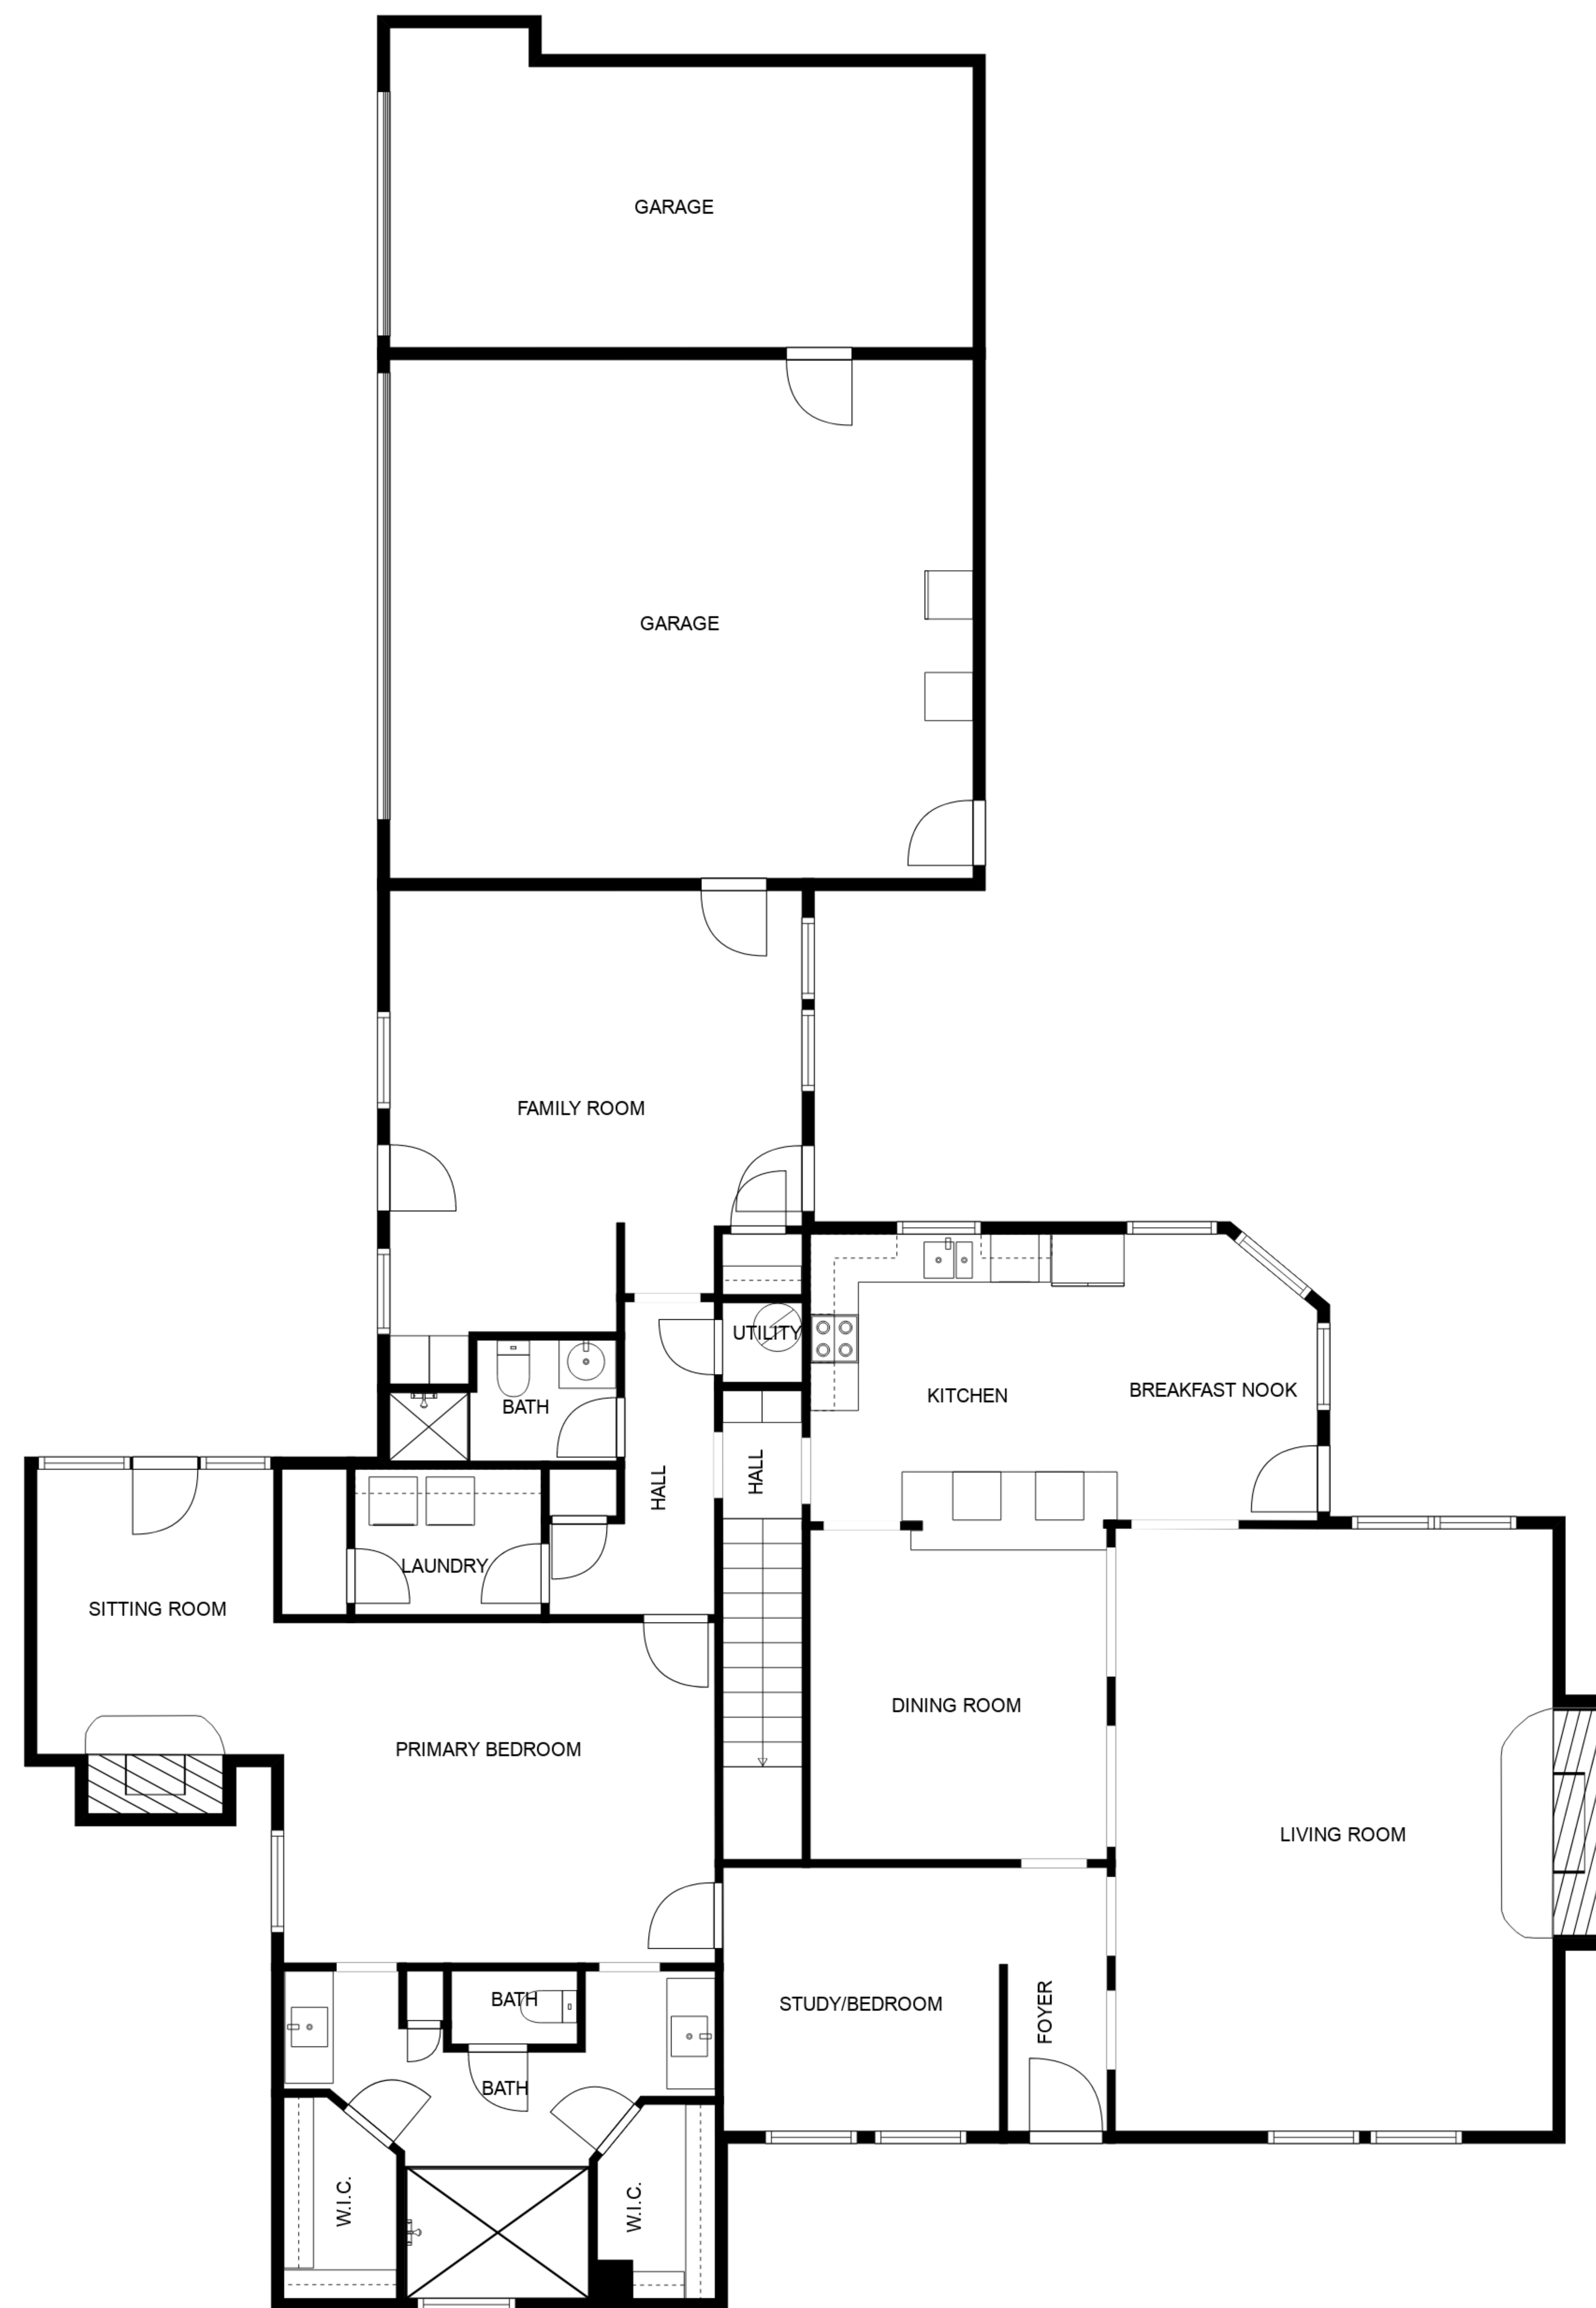 GARAGE
GARAGE
FAMILY ROOM
UTILITY
BATH
KITCHEN
BREAKFAST NOOK
HALL
HALL
LAUNDRY
SITTING ROOM
DINING ROOM
PRIMARY BEDROOM
LIVING ROOM
BATH
STUDY/BEDROOM
FOYER
BATH
W.I.C.
W.I.C.